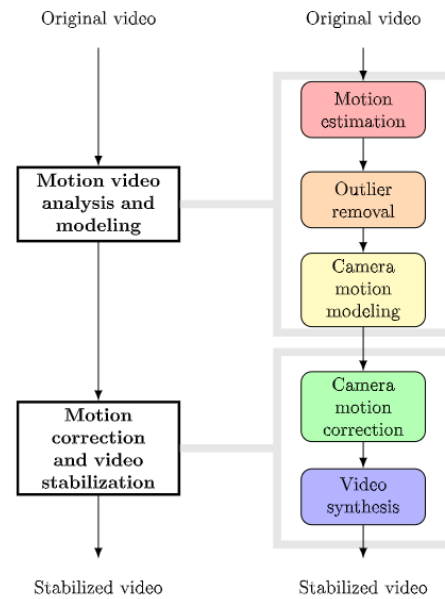 Original video
Motion video
analysis and
modeling
Motion
correction
and video
stabilization
Stabilized video
Original video
Motion
estimation
Outlier
removal
Camera
motion
modeling
Camera
motion
correction
Video
synthesis
Stabilized video